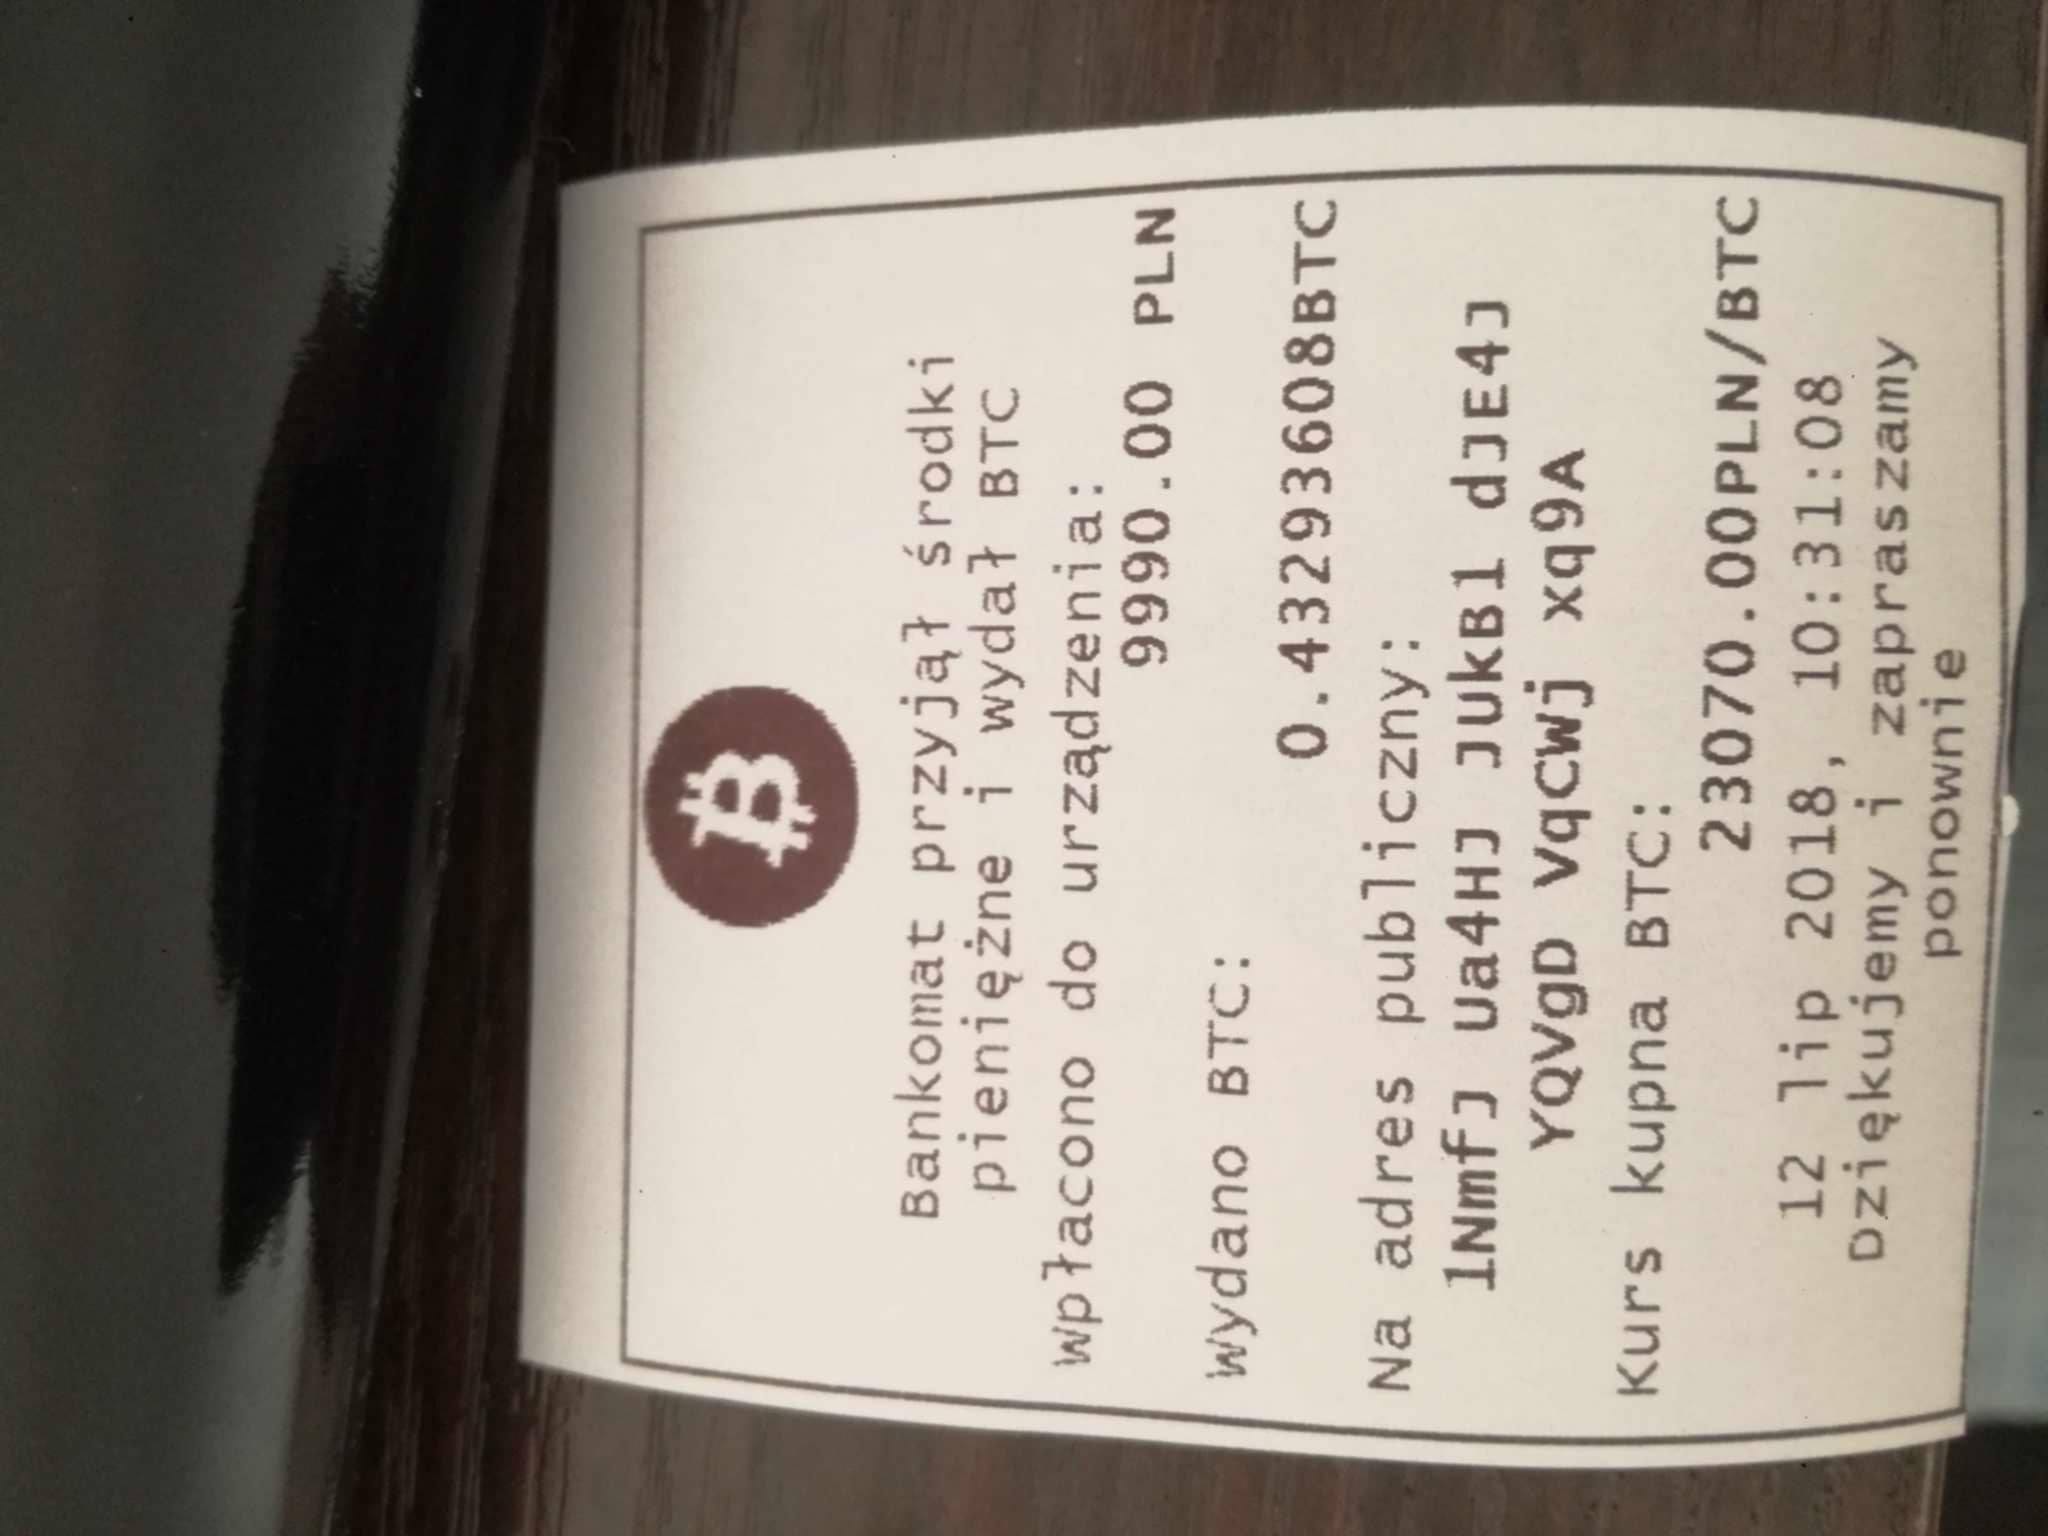 Bankomat przyjął środki
pieniężne i wydał BTC
Wpłacono do urządzenia:
9990.00 PLN
Wydano BTC:
0.43293608BTC
Na adres publiczny:
1NmfJ Ua4HJ JUkB1 dJE4J
YQVgD VqCWj xq9A
Kurs kupna BTC:
23070.00PLN/BTC
12 lip 2018, 10:31:08
Dziękujemy i zapraszamy
ponownie